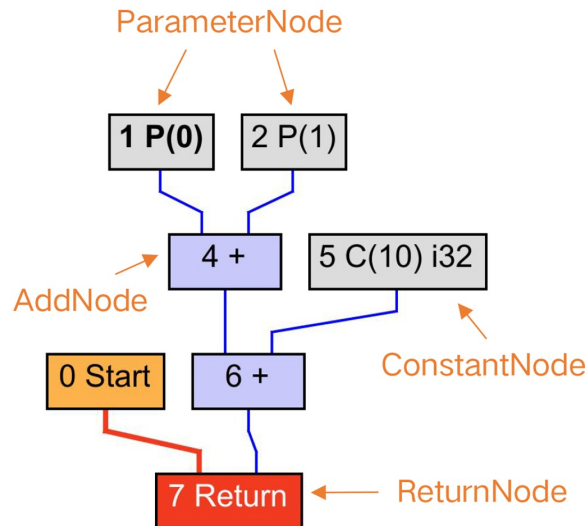 ParameterNode
1 P(0)
2 P(1)
4 +
5 C(10) i32
AddNode
ConstantNode
0 Start
6 +
7 Return
ReturnNode